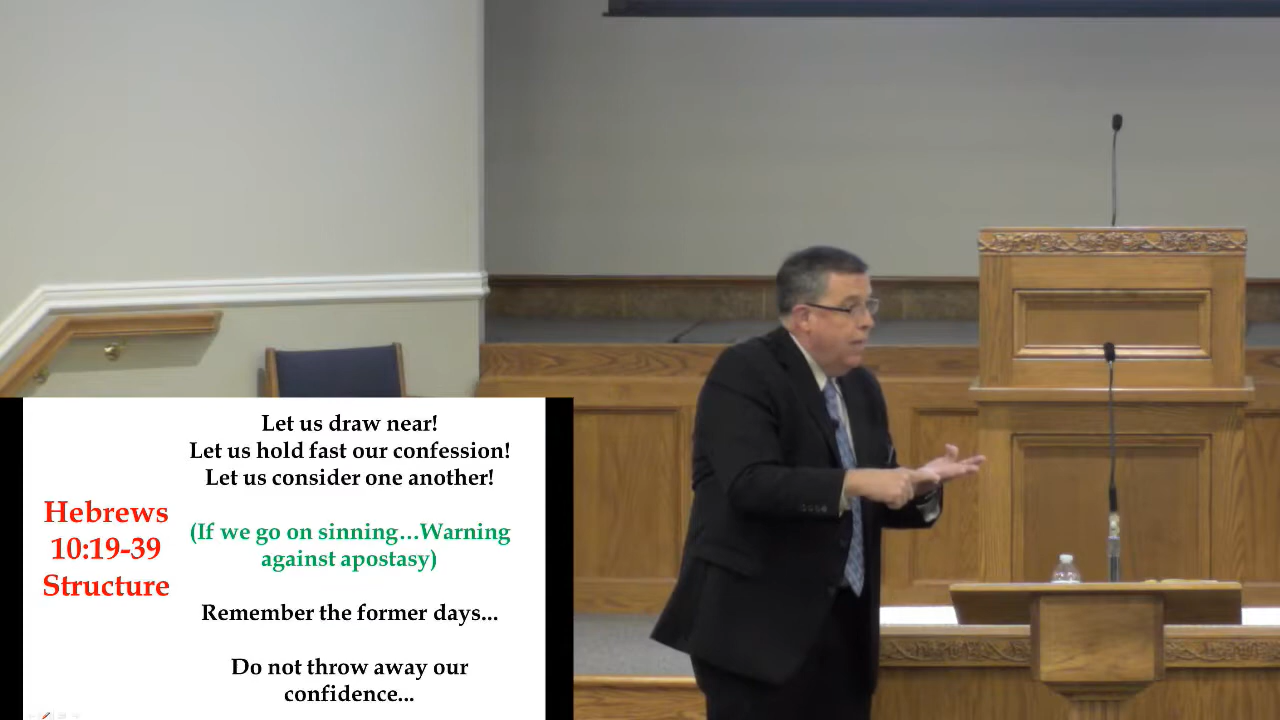 Hebrews
10:19-39
Structure
Let us draw near!
Let us hold fast our confession!
Let us consider one another!
(If we go on sinning...Warning
against apostasy)
Remember the former days...
Do not throw away our
confidence...